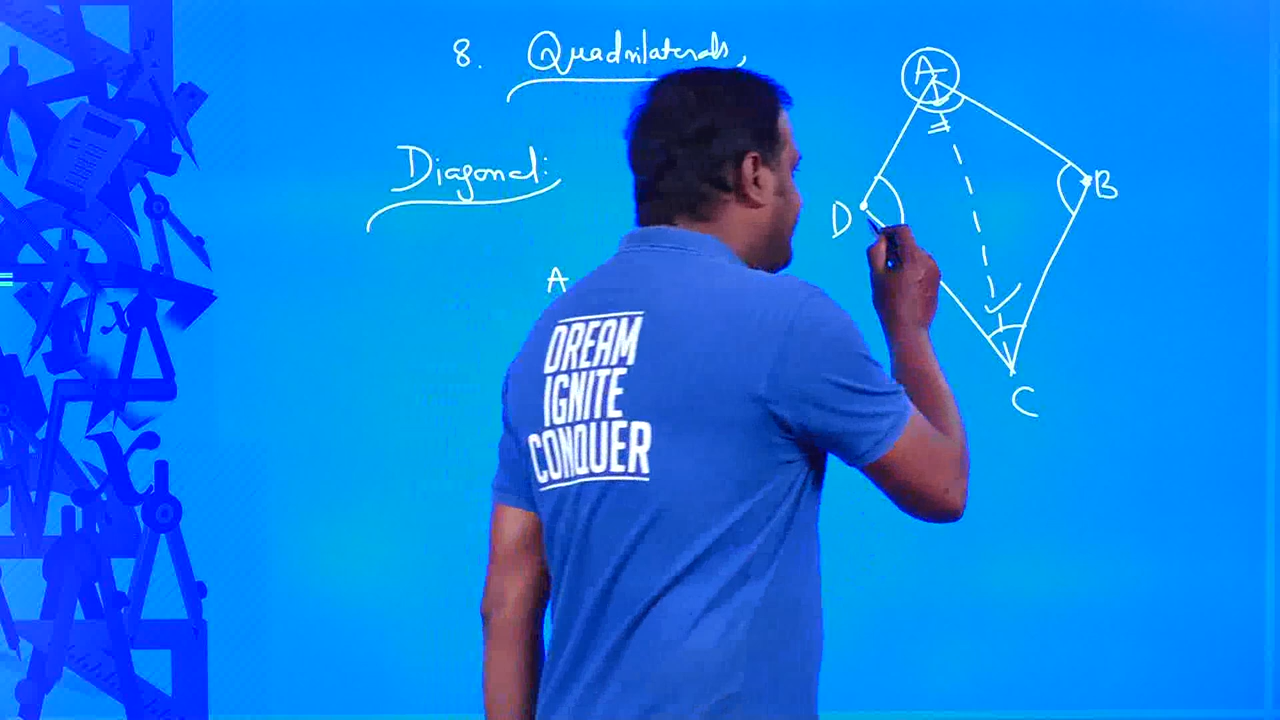 8. Quadrilaterals,
Diagonal:
A
B
D
C
A
DREAM
IGNITE
CONQUER
x
x